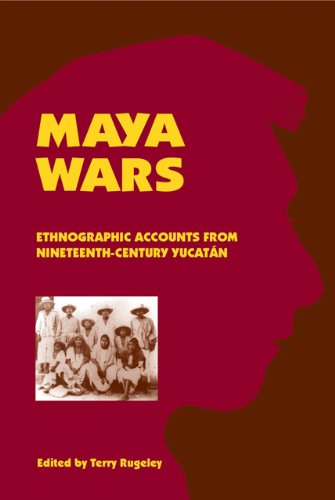 MAYA
WARS
ETHNOGRAPHIC ACCOUNTS FROM
NINETEENTH-CENTURY YUCATÁN
Edited by Terry Rugeley